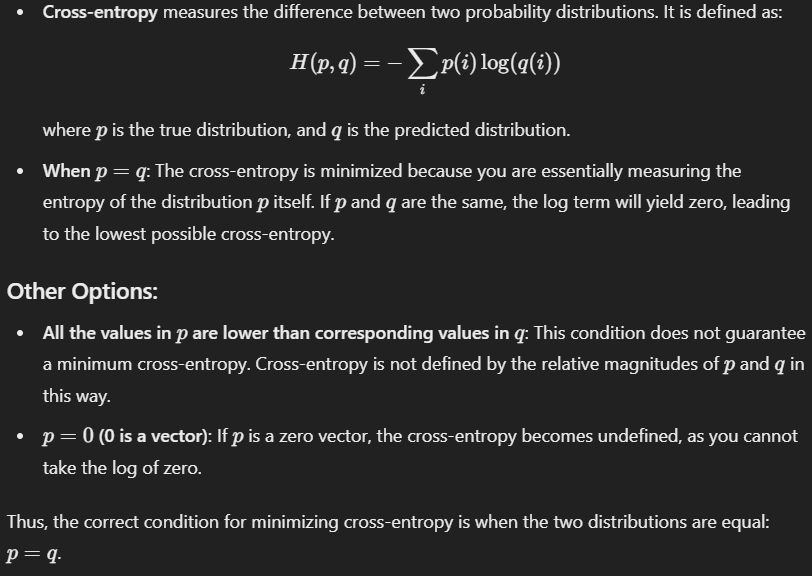 • Cross-entropy measures the difference between two probability distributions. It is defined as:
H(p, q) = − ∑ p(i) log(q(i))
i
where p is the true distribution, and q is the predicted distribution.
• When p = q: The cross-entropy is minimized because you are essentially measuring the
entropy of the distribution p itself. If p and q are the same, the log term will yield zero, leading
to the lowest possible cross-entropy.
Other Options:
• All the values in p are lower than corresponding values in q: This condition does not guarantee
a minimum cross-entropy. Cross-entropy is not defined by the relative magnitudes of p and q in
this way.
• p = 0 (0 is a vector): If p is a zero vector, the cross-entropy becomes undefined, as you cannot
take the log of zero.
Thus, the correct condition for minimizing cross-entropy is when the two distributions are equal:
p = q.